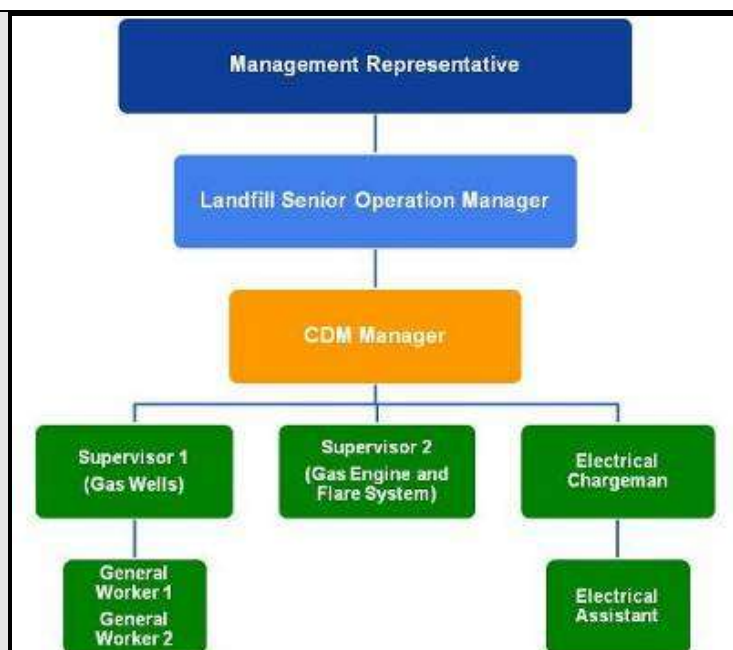 Management Representative
Landfill Senior Operation Manager
CDM Manager
Supervisor 1
(Gas Wells)
Supervisor 2
(Gas Engine and
Flare System)
Electrical
Chargeman
General
Worker 1
General
Worker 2
Electrical
Assistant